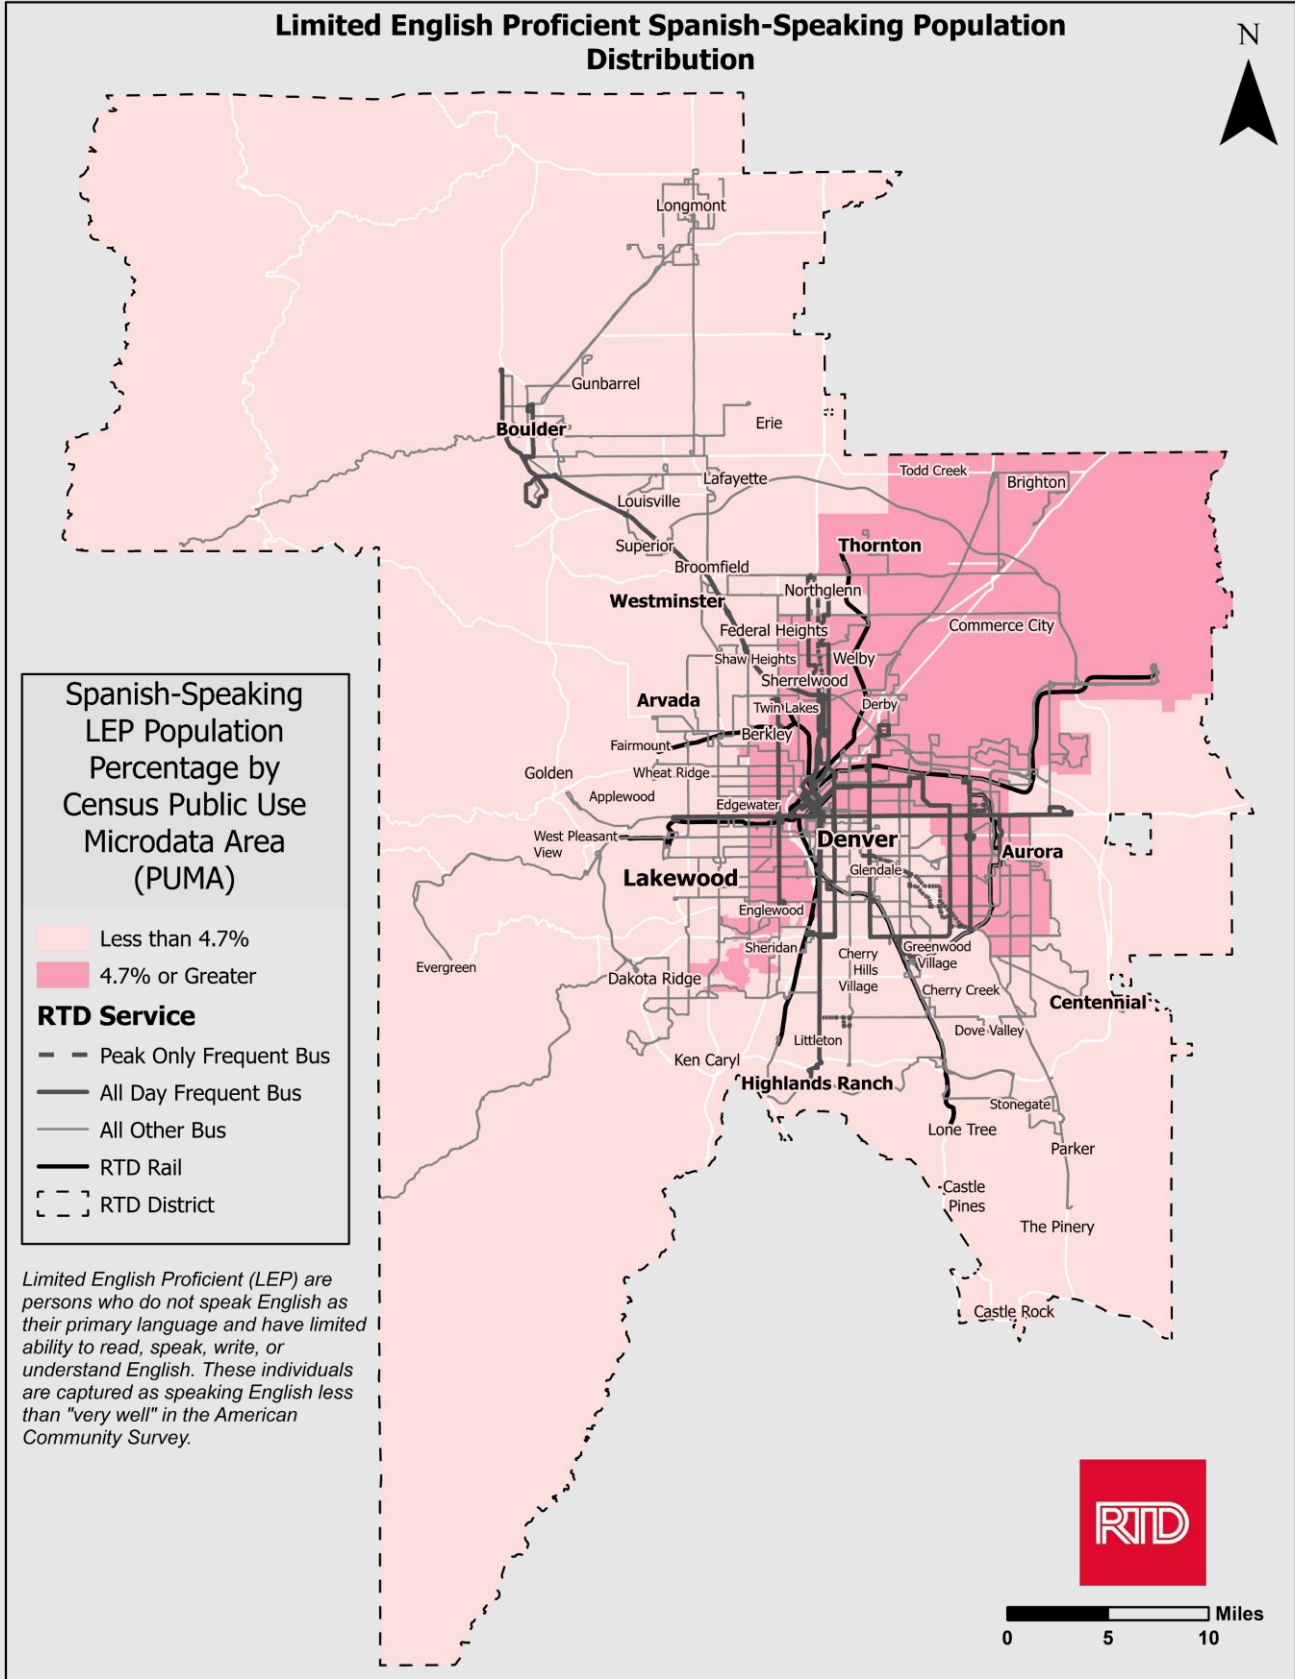 Limited English Proficient Spanish-Speaking Population
Distribution
N
Longmont
Gunbarrel
Boulder
Erie
Lafayette
Louisville
Superior
Broomfield
Westminster
Todd Creek
Brighton
Thornton
Northglenn
Federal Heights
Commerce City
Shaw Heights
Welby
Sherrelwood
Arvada
Twin Lakes
Derby
Fairmount
Berkley
Golden
Wheat Ridge
Applewood
Edgewater
West Pleasant
View
Denver
Aurora
Lakewood
Glendale
Englewood
Sheridan
Cherry
Hills
Village
Greenwood
Village
Evergreen
Dakota Ridge
Cherry Creek
Centennial
Dove Valley
Littleton
Ken Caryl
Highlands Ranch
Stonegate
Lone Tree
Parker
Castle
Pines
The Pinery
Castle Rock
Spanish-Speaking
LEP Population
Percentage by
Census Public Use
Microdata Area
(PUMA)
Less than 4.7%
4.7% or Greater
RTD Service
Peak Only Frequent Bus
All Day Frequent Bus
All Other Bus
RTD Rail
RTD District
Limited English Proficient (LEP) are
persons who do not speak English as
their primary language and have limited
ability to read, speak, write, or
understand English. These individuals
are captured as speaking English less
than "very well" in the American
Community Survey.
RTD
Miles
0 5 10